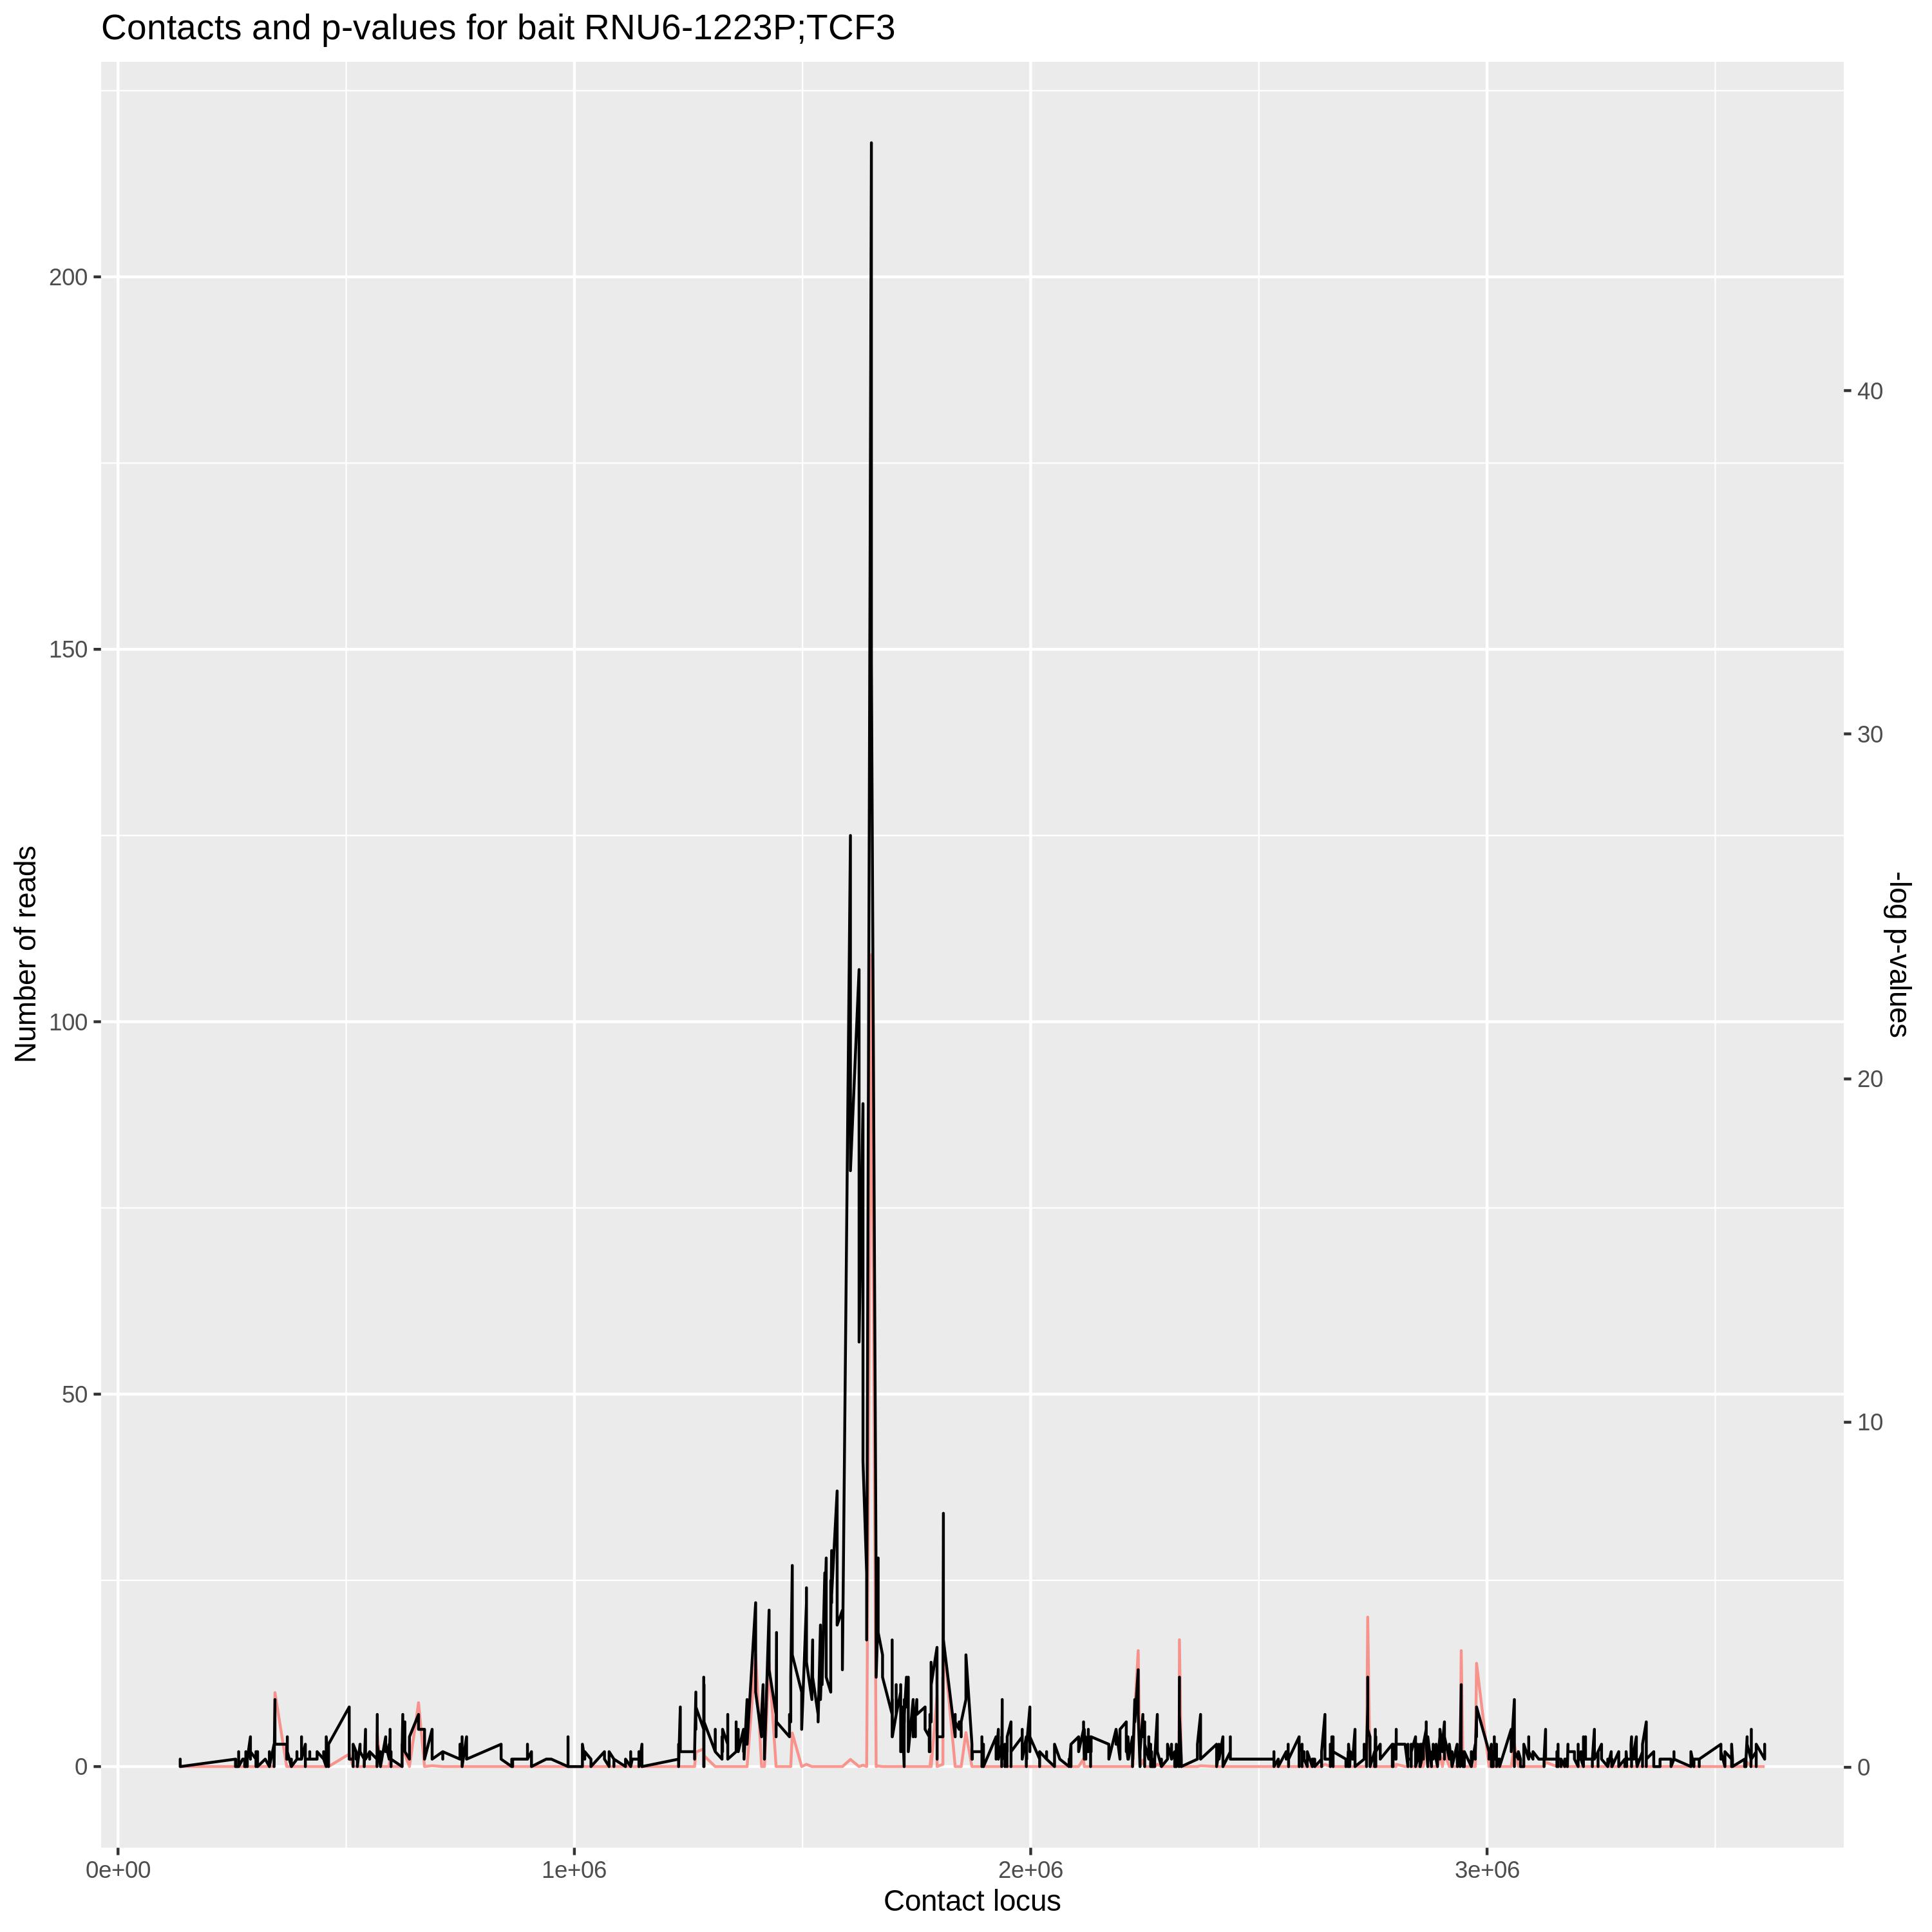 Contacts and p-values for bait RNU6-1223P;TCF3
200
150
100
50
0
Number of reads
40
30
20
10
0
-log p-values
0e+00 1e+06 2e+06 3e+06
Contact locus